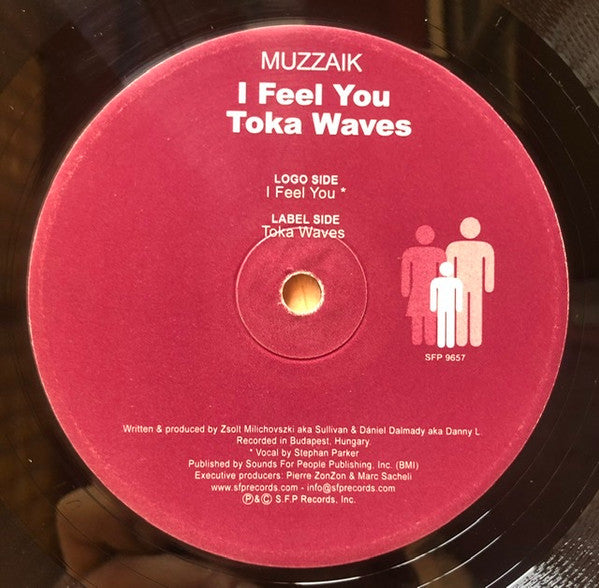 MUZZAIK
I Feel You
Toka Waves
LOGO SIDE
I Feel You *
LABEL SIDE
Toka Waves
SFP 9657
Written & produced by Zsolt Milichovszki aka Sullivan & Dániel Dalmady aka Danny L.
Recorded in Budapest, Hungary.
* Vocal by Stephan Parker
Published by Sounds For People Publishing, Inc. (BMI)
Executive producers: Pierre ZonZon & Marc Sacheli
www.sfprecords.com - info@sfprecords.com
℗&© S.F.P Records, Inc.